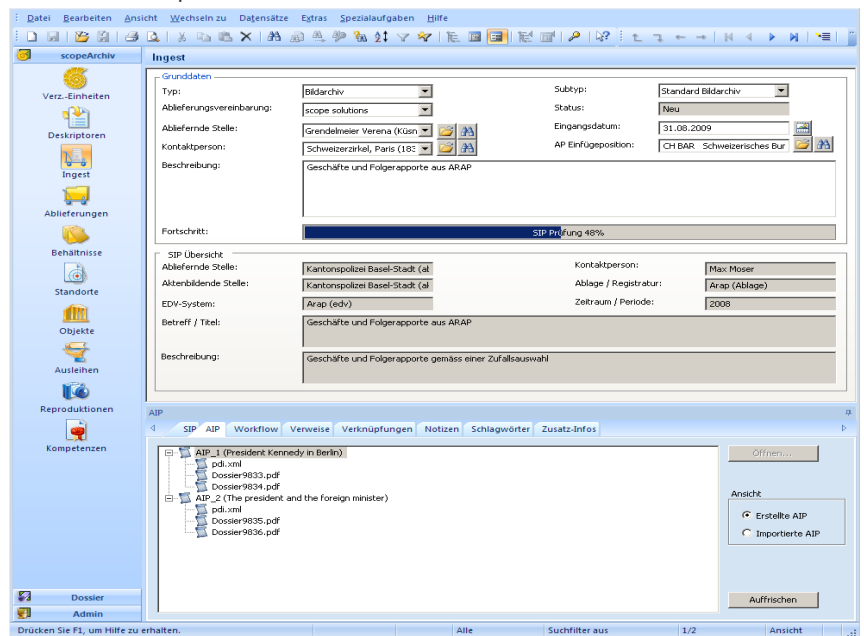 Datei Bearbeiten Ansicht Wechseln zu Datensätze Extras Spezialaufgaben Hilfe
scopeArchiv
Verz.-Einheiten
Deskriptoren
Ingest
Ablieferungen
Behältnisse
Standorte
Objekte
Ausleihen
Reproduktionen
Kompetenzen
Dossier
Admin
Ingest
Grunddaten
Typ: Bildarchiv Subtyp: Standard Bildarchiv
Ablieferungsvereinbarung: scope solutions Status: Neu
Abliefernde Stelle: Grendelmeier Verena (Küsn Eingangsdatum: 31.08.2009
Kontaktperson: Schweizerzirkel, Paris (183 AP Einfügeposition: CH BAR Schweizerisches Bur
Beschreibung: Geschäfte und Folgerapporte aus ARAP
Fortschritt: SIP Prüfung 48%
SIP Übersicht
Abliefernde Stelle: Kantonspolizei Basel-Stadt (al Kontaktperson: Max Moser
Aktenbildende Stelle: Kantonspolizei Basel-Stadt (al Ablage / Registratur: Arap (Ablage)
EDV-System: Arap (edv) Zeitraum / Periode: 2008
Betreff / Titel: Geschäfte und Folgerapporte aus ARAP
Beschreibung: Geschäfte und Folgerapporte gemäss einer Zufallsauswahl
AIP
SIP AIP Workflow Verweise Verknüpfungen Notizen Schlagwörter Zusatz-Infos
AIP_1 (President Kennedy in Berlin)
pdi.xml
Dossier9833.pdf
Dossier9834.pdf
AIP_2 (The president and the foreign minister)
pdi.xml
Dossier9835.pdf
Dossier9836.pdf
Öffnen...
Ansicht
Erstellte AIP
Importierte AIP
Auffrischen
Drücken Sie F1, um Hilfe zu erhalten. Alle Suchfilter aus 1/2 Ansicht